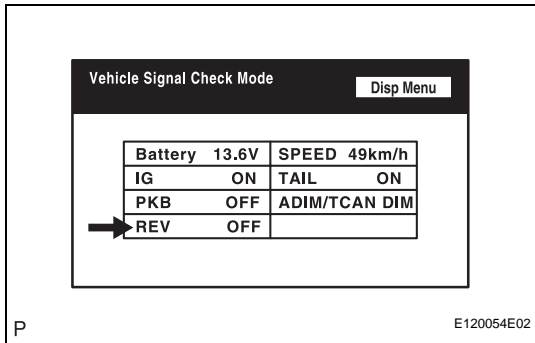 Vehicle Signal Check Mode
Disp Menu
Battery 13.6V SPEED 49km/h
IG ON TAIL ON
PKB OFF ADIM/TCAN DIM
REV OFF
P E120054E02